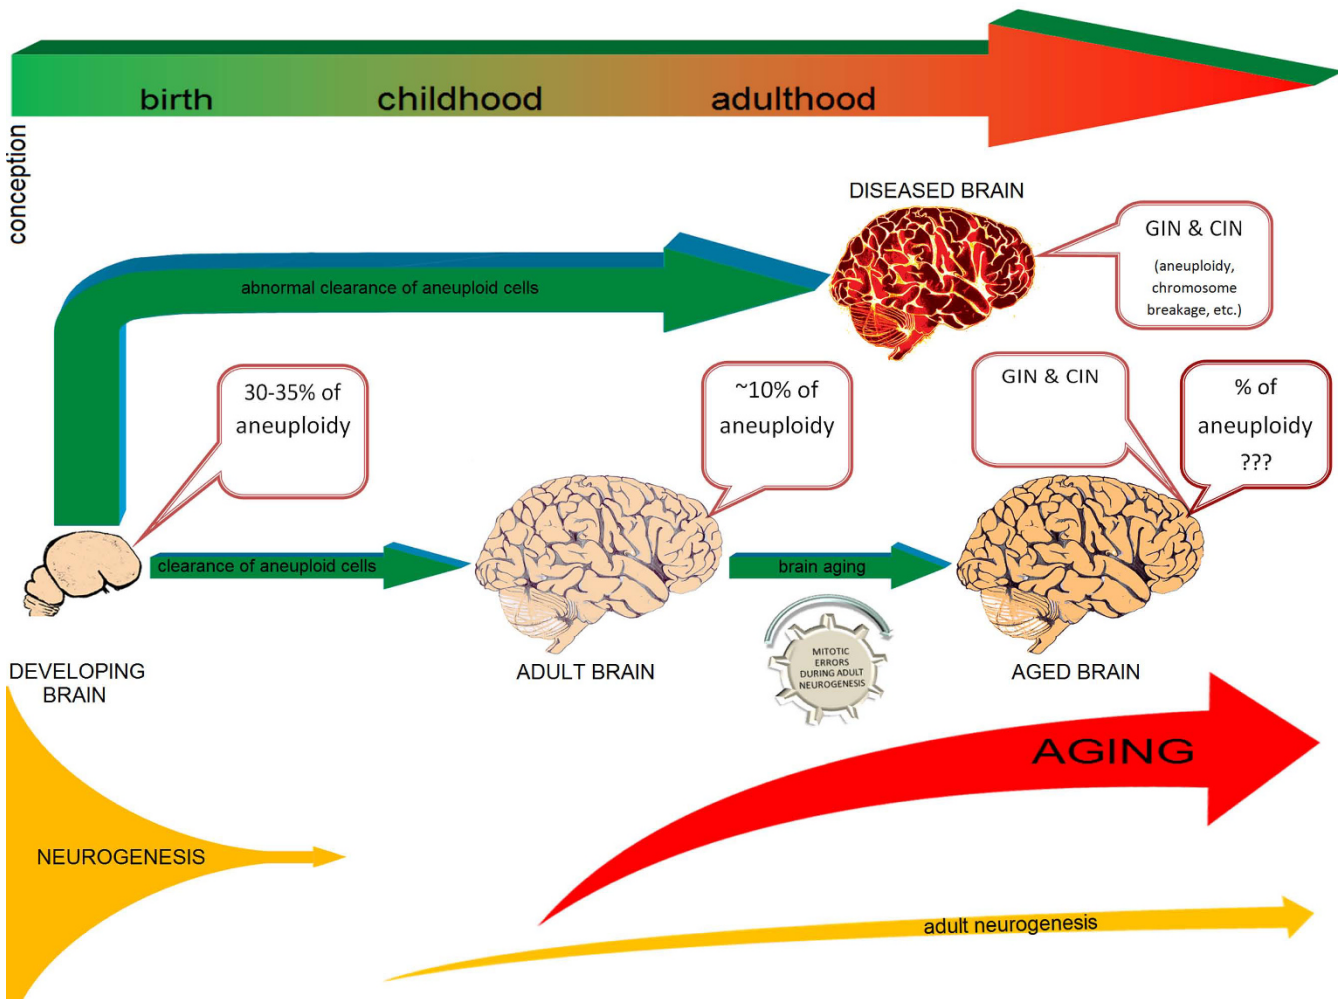 birth
childhood
adulthood
conception
DISEASED BRAIN
GIN & CIN
(aneuploidy,
chromosome
breakage, etc.)
abnormal clearance of aneuploid cells
30-35% of
aneuploidy
~10% of
aneuploidy
GIN & CIN
% of
aneuploidy
???
clearance of aneuploid cells
brain aging
MITOTIC
ERRORS
DURING ADULT
NEUROGENESIS
DEVELOPING
BRAIN
ADULT BRAIN
AGED BRAIN
AGING
NEUROGENESIS
adult neurogenesis